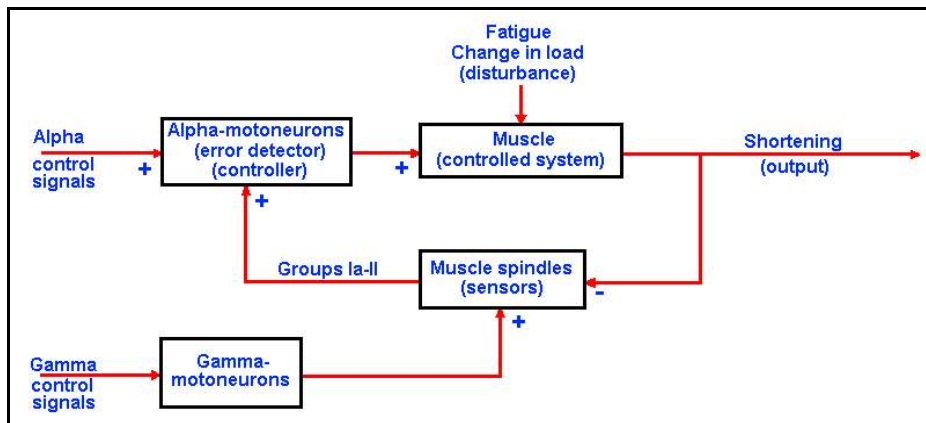 Fatigue
Change in load
(disturbance)
Alpha
control
signals
+
Alpha-motoneurons
(error detector)
(controller)
+
+
Muscle
(controlled system)
Shortening
(output)
Groups Ia-II
Muscle spindles
(sensors)
-
+
Gamma
control
signals
Gamma-
motoneurons